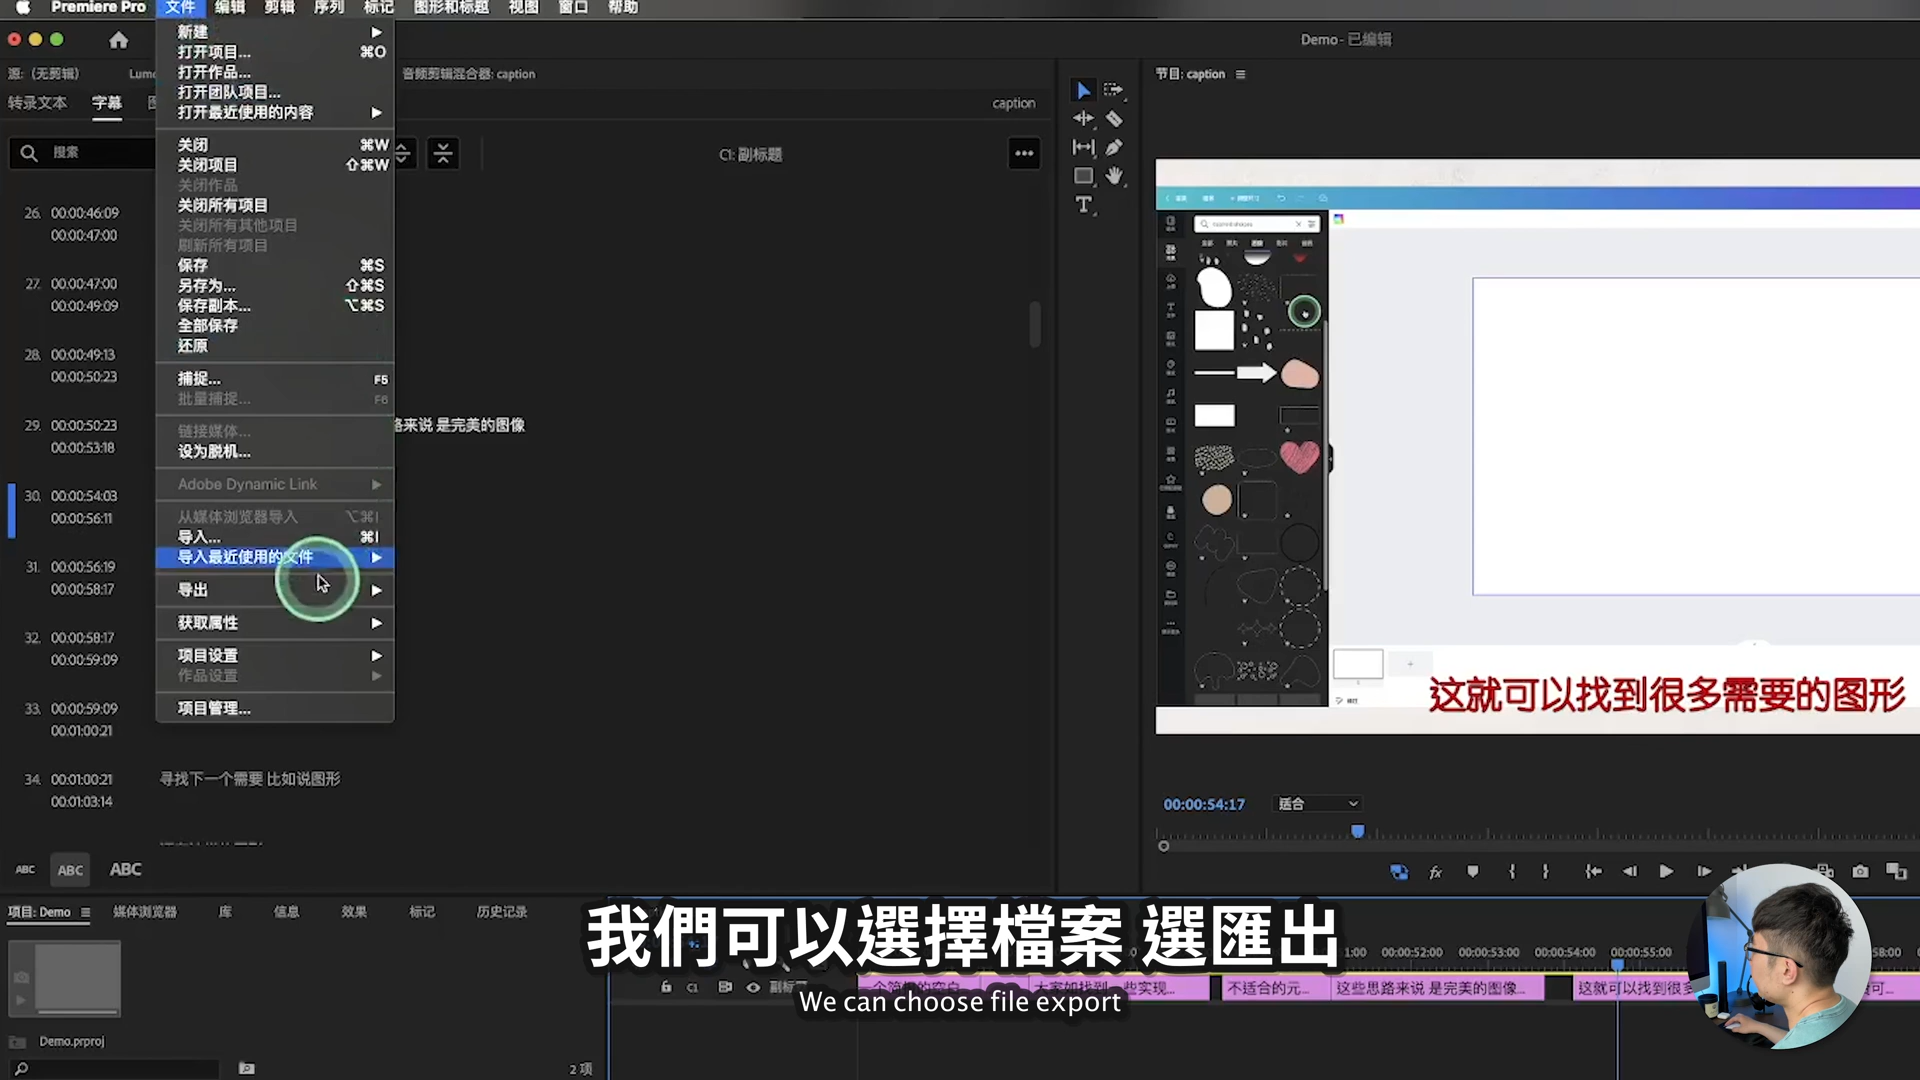 Premiere Pro 文件 编辑 剪辑 序列 标记 图形和标题 视图 窗口 帮助
新建
打开项目... ⌘O
打开作品...
打开团队项目...
打开最近使用的内容
关闭 ⌘W
关闭项目 ⇧⌘W
关闭作品
关闭所有项目
关闭所有其他项目
刷新所有项目
保存 ⌘S
另存为... ⇧⌘S
保存副本... ⌥⌘S
全部保存
还原
捕捉... F5
批量捕捉... F6
链接媒体...
设为脱机...
Adobe Dynamic Link
从媒体浏览器导入 ⌥⌘I
导入... ⌘I
导入最近使用的文件
导出
获取属性
项目设置
作品设置
项目管理...
Demo - 已编辑
源: (无剪辑)
音频剪辑混合器: caption
转录文本 字幕
caption
搜索
C1: 副标题
26. 00:00:46:09
00:00:47:00
27. 00:00:47:00
00:00:49:09
28. 00:00:49:13
00:00:50:23
29. 00:00:50:23
00:00:53:18
路来说 是完美的图像
30. 00:00:54:03
00:00:56:11
31. 00:00:56:19
00:00:58:17
32. 00:00:58:17
00:00:59:09
33. 00:00:59:09
00:01:00:21
34. 00:01:00:21 寻找下一个需要 比如说图形
00:01:03:14
ABC ABC ABC
节目: caption
这就可以找到很多需要的图形
00:00:54:17 适合
项目: Demo 媒体浏览器 库 信息 效果 标记 历史记录
Demo.prproj
2 项
00:00:52:00 00:00:53:00 00:00:54:00 00:00:55:00
C1
不适合的元... 这些思路来说 是完美的图像...
我們可以選擇檔案 選匯出
We can choose file export